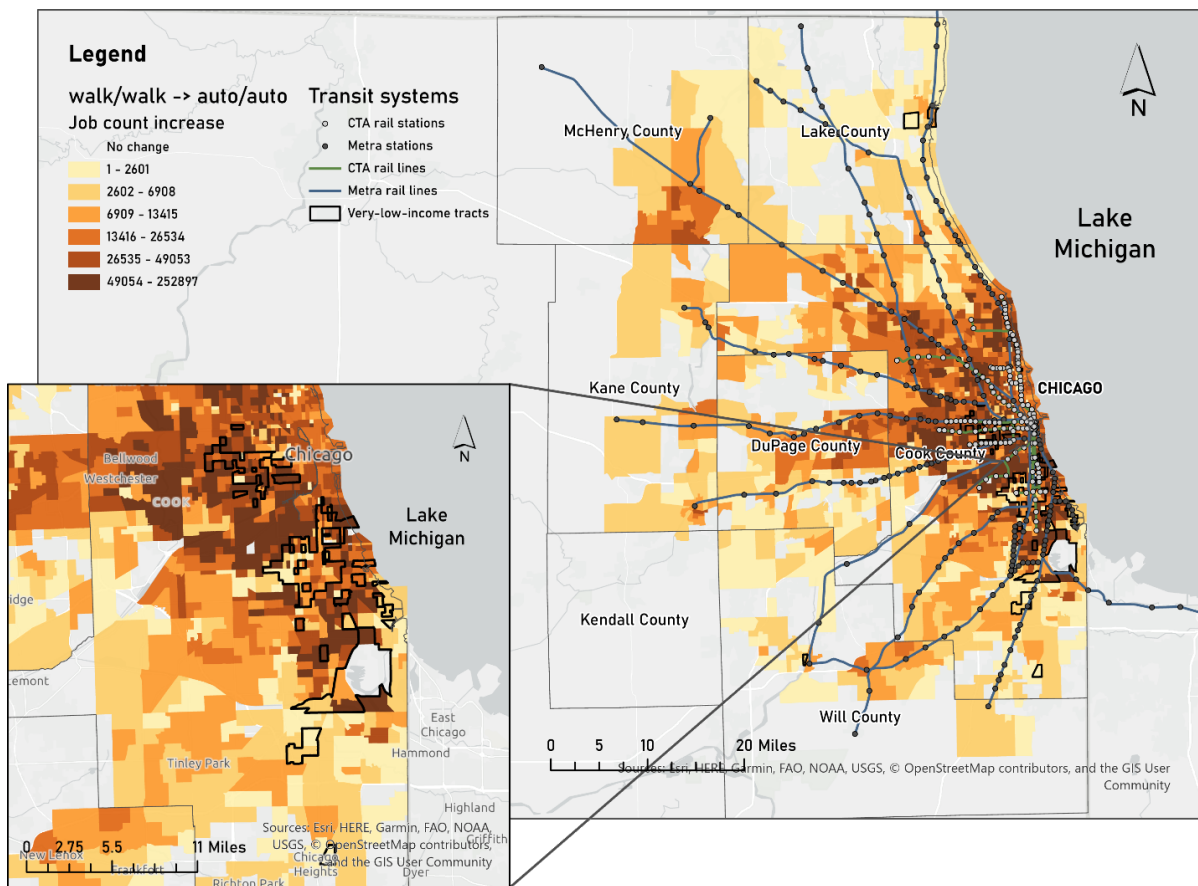 Legend
walk/walk -> auto/auto
Job count increase
No change
1 - 2601
2602 - 6908
6909 - 13415
13416 - 26534
26535 - 49053
49054 - 252897
Transit systems
CTA rail stations
Metra stations
CTA rail lines
Metra rail lines
Very-low-income tracts
McHenry County
Lake County
N
Lake
Michigan
CHICAGO
Kane County
DuPage County
Cook County
Kendall County
Will County
0 5 10 20 Miles
Sources: Esri, HERE, Garmin, FAO, NOAA, USGS, © OpenStreetMap contributors, and the GIS User
Community
N
Chicago
Bellwood
Westchester
COOK
Lake
Michigan
idge
Lemont
East
Chicago
Hammond
Tinley Park
Highland
Griffith
New Lenox
Frankfort
Chicago
Heights
Richton Park
Dyer
0 2.75 5.5 11 Miles
Sources: Esri, HERE, Garmin, FAO, NOAA,
USGS, © OpenStreetMap contributors,
and the GIS User Community